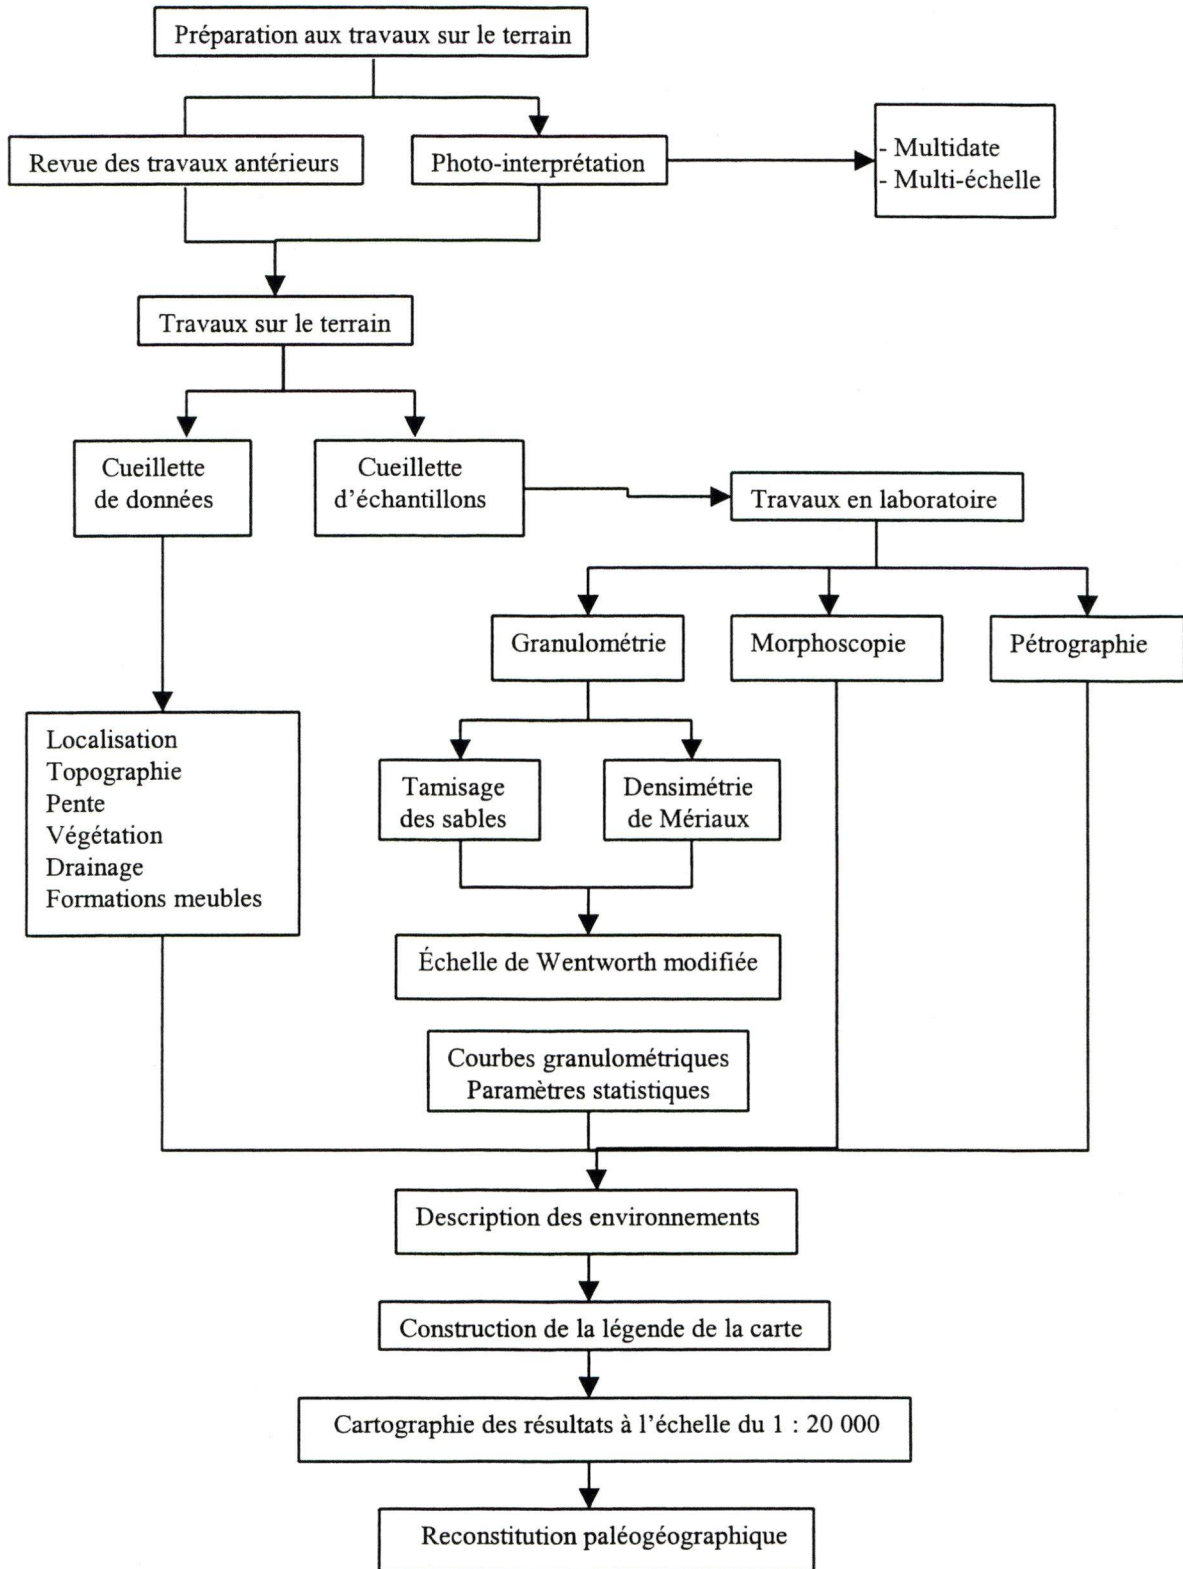 Préparation aux travaux sur le terrain
Revue des travaux antérieurs
Photo-interprétation
- Multidate
- Multi-échelle
Travaux sur le terrain
Cueillette
de données
Cueillette
d'échantillons
Travaux en laboratoire
Granulométrie
Morphoscopie
Pétrographie
Localisation
Topographie
Pente
Végétation
Drainage
Formations meubles
Tamisage
des sables
Densimétrie
de Mériaux
Échelle de Wentworth modifiée
Courbes granulométriques
Paramètres statistiques
Description des environnements
Construction de la légende de la carte
Cartographie des résultats à l'échelle du 1 : 20 000
Reconstitution paléogéographique